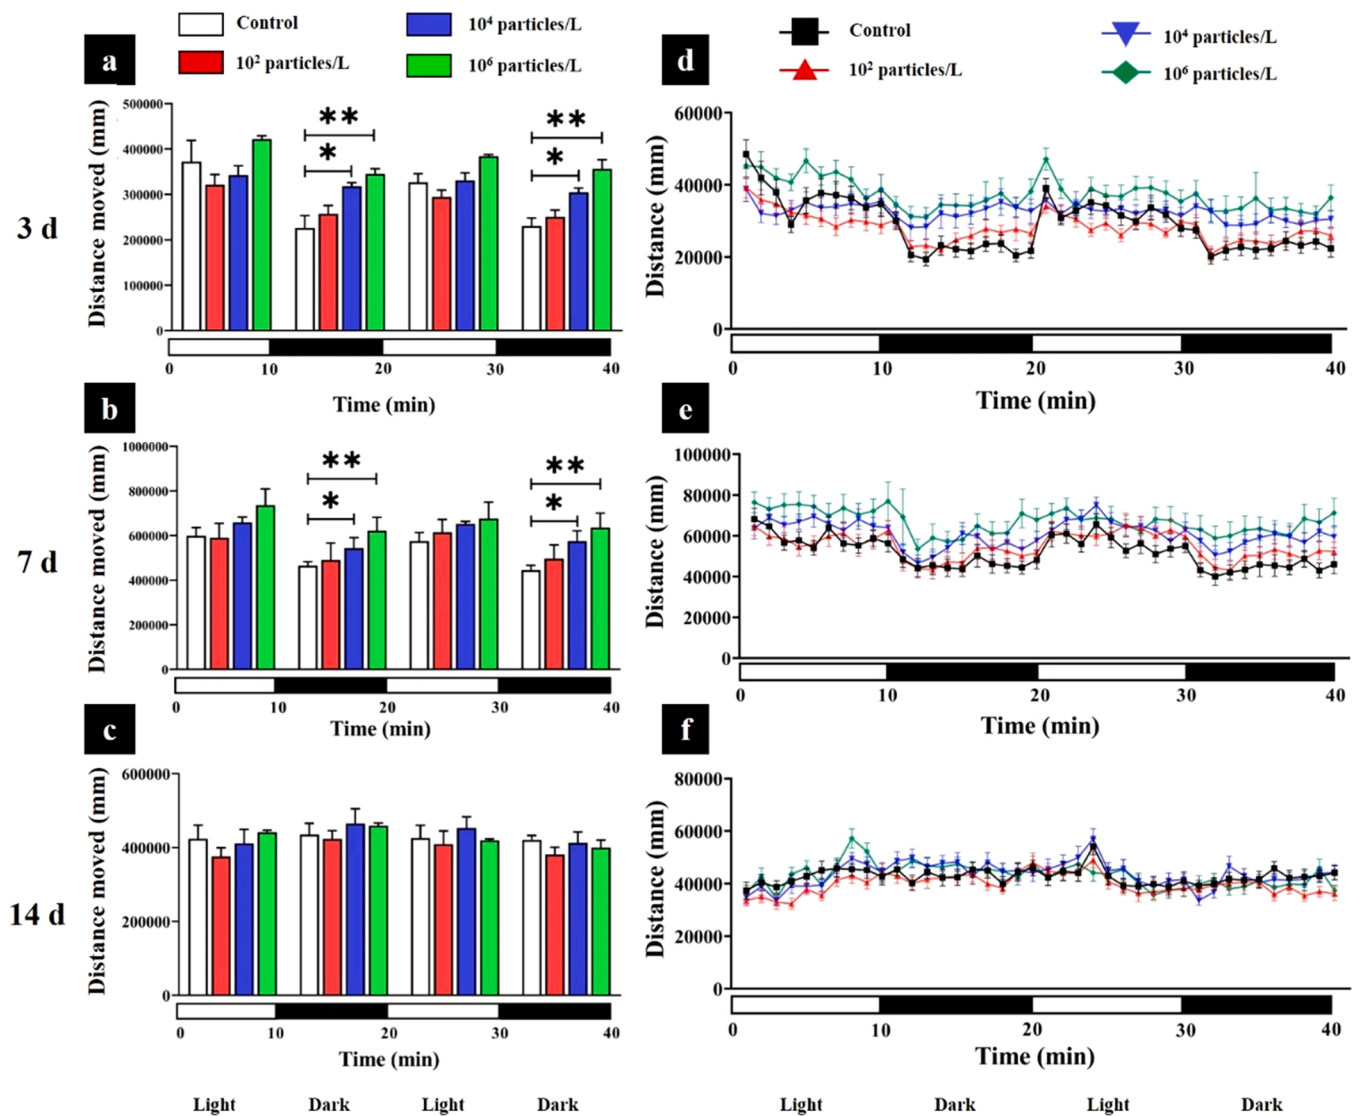 Control
10² particles/L
10⁴ particles/L
10⁶ particles/L
Control
10² particles/L
10⁴ particles/L
10⁶ particles/L
3 d
a
Distance moved (mm)
500000
400000
300000
200000
100000
0
** 
*
**
*
0 10 20 30 40
Time (min)
d
Distance (mm)
60000
40000
20000
0
0 10 20 30 40
Time (min)
7 d
b
Distance moved (mm)
1000000
800000
600000
400000
200000
0
**
*
**
*
0 10 20 30 40
Time (min)
e
Distance (mm)
100000
80000
60000
40000
20000
0
0 10 20 30 40
Time (min)
14 d
c
Distance moved (mm)
600000
400000
200000
0
0 10 20 30 40
Time (min)
f
Distance (mm)
80000
60000
40000
20000
0
0 10 20 30 40
Time (min)
Light Dark Light Dark
Light Dark Light Dark